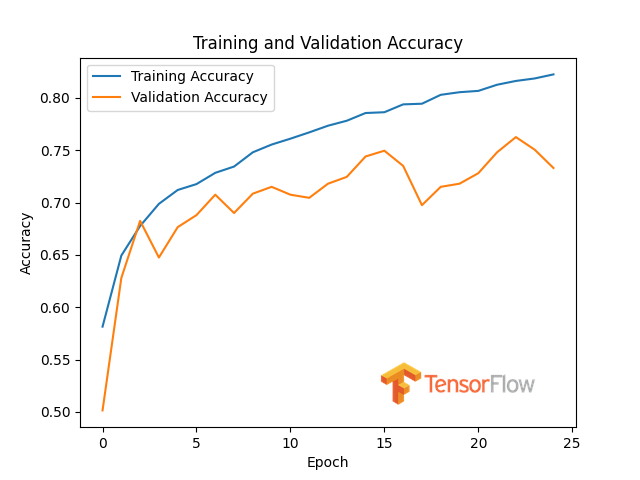 Training and Validation Accuracy
Training Accuracy
Validation Accuracy
0.80
0.75
0.70
0.65
0.60
0.55
0.50
Accuracy
TensorFlow
0 5 10 15 20 25
Epoch